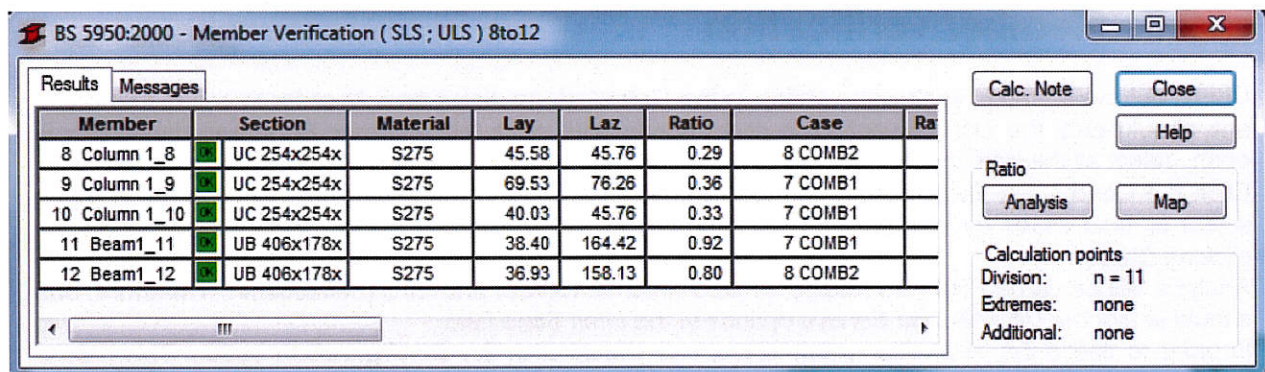 BS 5950:2000 - Member Verification ( SLS ; ULS ) 8to12
Results Messages
Member Section Material Lay Laz Ratio Case Ra
8 Column 1_8 OK UC 254x254x S275 45.58 45.76 0.29 8 COMB2
9 Column 1_9 OK UC 254x254x S275 69.53 76.26 0.36 7 COMB1
10 Column 1_10 OK UC 254x254x S275 40.03 45.76 0.33 7 COMB1
11 Beam1_11 OK UB 406x178x S275 38.40 164.42 0.92 7 COMB1
12 Beam1_12 OK UB 406x178x S275 36.93 158.13 0.80 8 COMB2
Calc. Note Close
Help
Ratio
Analysis Map
Calculation points
Division: n = 11
Extremes: none
Additional: none